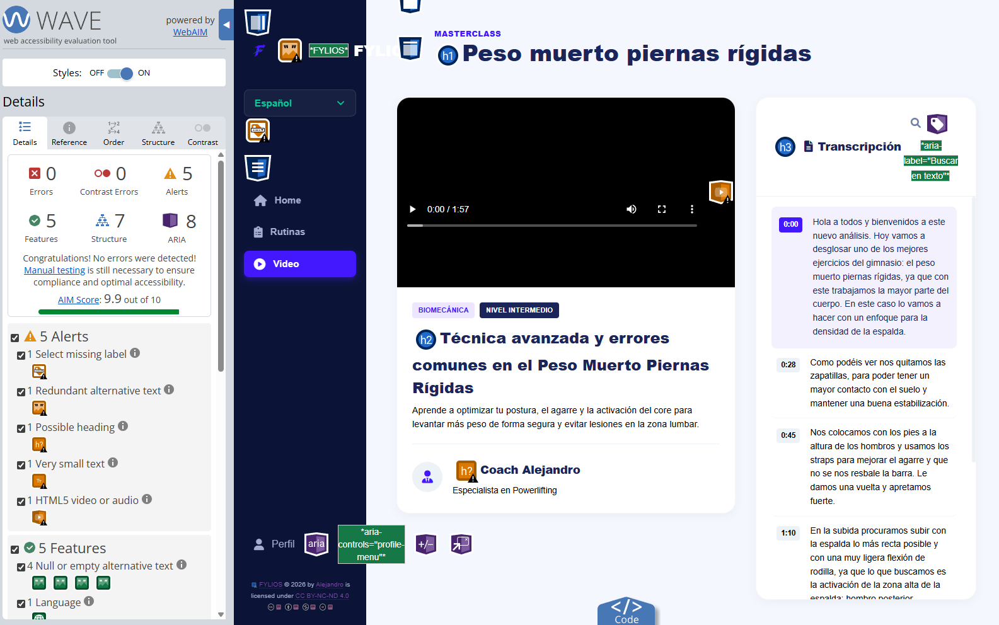 WAVE
web accessibility evaluation tool
powered by
WebAIM
Styles: OFF ON
Details
Details
Reference
Order
Structure
Contrast
0
Errors
0
Contrast Errors
5
Alerts
5
Features
7
Structure
8
ARIA
Congratulations! No errors were detected!
Manual testing is still necessary to ensure
compliance and optimal accessibility.
AIM Score: 9.9 out of 10
5 Alerts
1 Select missing label
1 Redundant alternative text
1 Possible heading
h?
1 Very small text
Tт
1 HTML5 video or audio
5 Features
4 Null or empty alternative text
1 Language
*FYLIOS* FYLIO
Español
Home
Rutinas
Video
Perfil
aria
*aria-
controls="profile-
menu"*
+/-
FYLIOS © 2026 by Alejandro is
licensed under CC BY-NC-ND 4.0
MASTERCLASS
h1 Peso muerto piernas rígidas
0:00 / 1:57
BIOMECÁNICA
NIVEL INTERMEDIO
h2 Técnica avanzada y errores
comunes en el Peso Muerto Piernas
Rígidas
Aprende a optimizar tu postura, el agarre y la activación del core para
levantar más peso de forma segura y evitar lesiones en la zona lumbar.
h? Coach Alejandro
Especialista en Powerlifting
</>
Code
h3 Transcripción
*aria-
label="Buscar
en texto"*
0:00
Hola a todos y bienvenidos a este
nuevo análisis. Hoy vamos a
desglosar uno de los mejores
ejercicios del gimnasio: el peso
muerto piernas rígidas, ya que con
este trabajamos la mayor parte del
cuerpo. En este caso lo vamos a
hacer con un enfoque para la
densidad de la espalda.
0:28
Como podéis ver nos quitamos las
zapatillas, para poder tener un
mayor contacto con el suelo y
mantener una buena estabilización.
0:45
Nos colocamos con los pies a la
altura de los hombros y usamos los
straps para mejorar el agarre y que
no se nos resbale la barra. Le
damos una vuelta y apretamos
fuerte.
1:10
En la subida procuramos subir con
la espalda lo más recta posible y
con una muy ligera flexión de
rodilla, ya que lo que buscamos es
la activación de la zona alta de la
espalda: hombro posterior